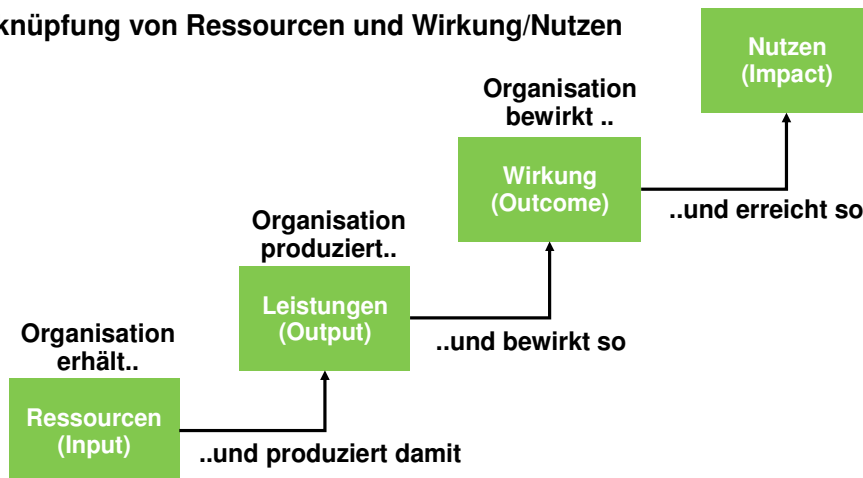 knüpfung von Ressourcen und Wirkung/Nutzen
Nutzen
(Impact)
Organisation
bewirkt ..
Wirkung
(Outcome)
..und erreicht so
Organisation
produziert..
Leistungen
(Output)
..und bewirkt so
Organisation
erhält..
Ressourcen
(Input)
..und produziert damit